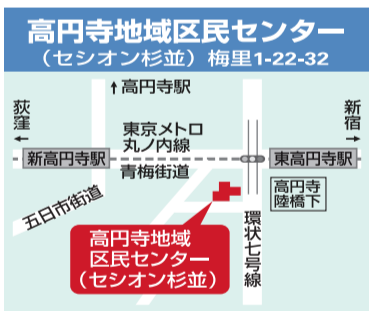 高円寺地域区民センター
（セシオン杉並）梅里1-22-32
↑高円寺駅
荻窪
←
新宿
→
東京メトロ
丸ノ内線
新高円寺駅
東高円寺駅
青梅街道
五日市街道
高円寺
陸橋下
環状七号線
高円寺地域
区民センター
（セシオン杉並）